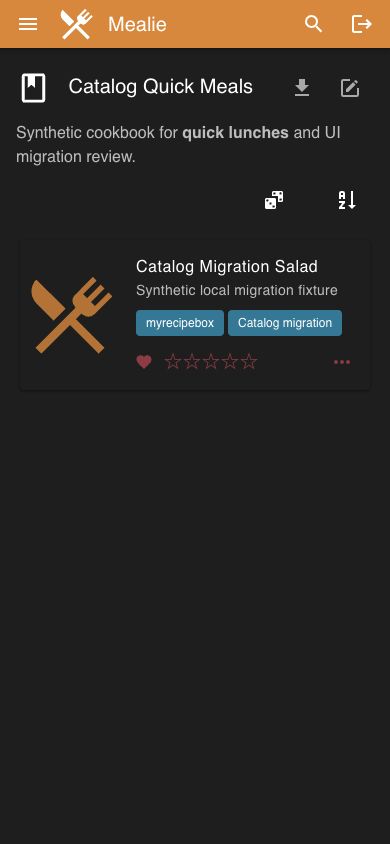 Mealie
Catalog Quick Meals
Synthetic cookbook for quick lunches and UI
migration review.
A
Z
Catalog Migration Salad
Synthetic local migration fixture
myrecipebox Catalog migration